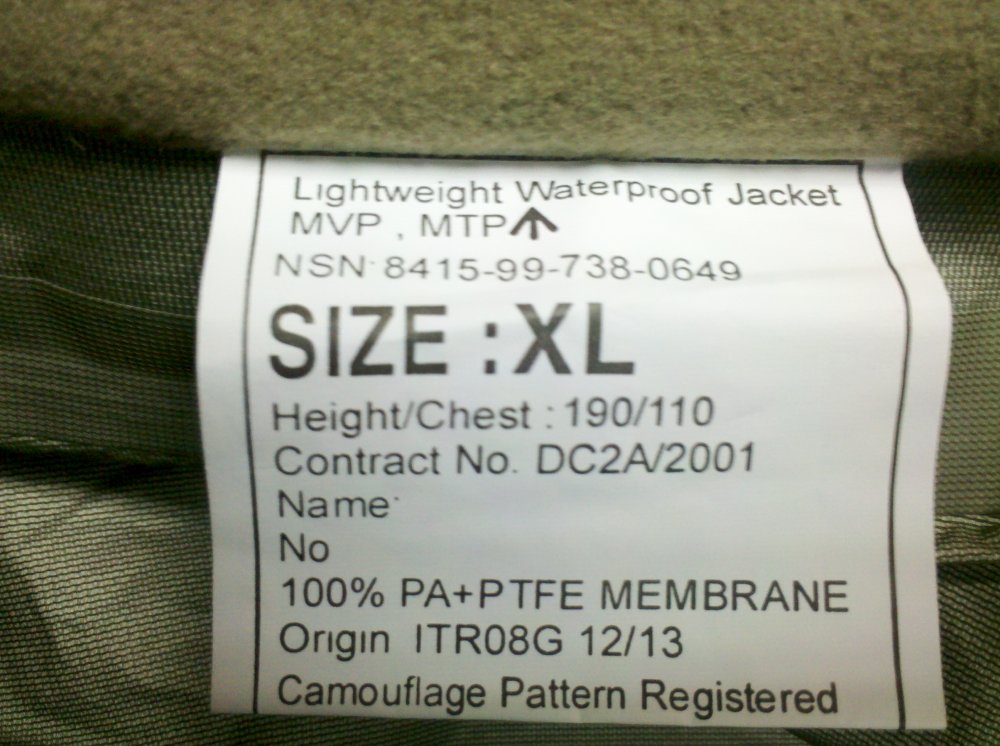 Lightweight Waterproof Jacket
MVP , MTP↑
NSN 8415-99-738-0649
SIZE : XL
Height/Chest : 190/110
Contract No. DC2A/2001
Name
No
100% PA+PTFE MEMBRANE
Origin ITR08G 12/13
Camouflage Pattern Registered